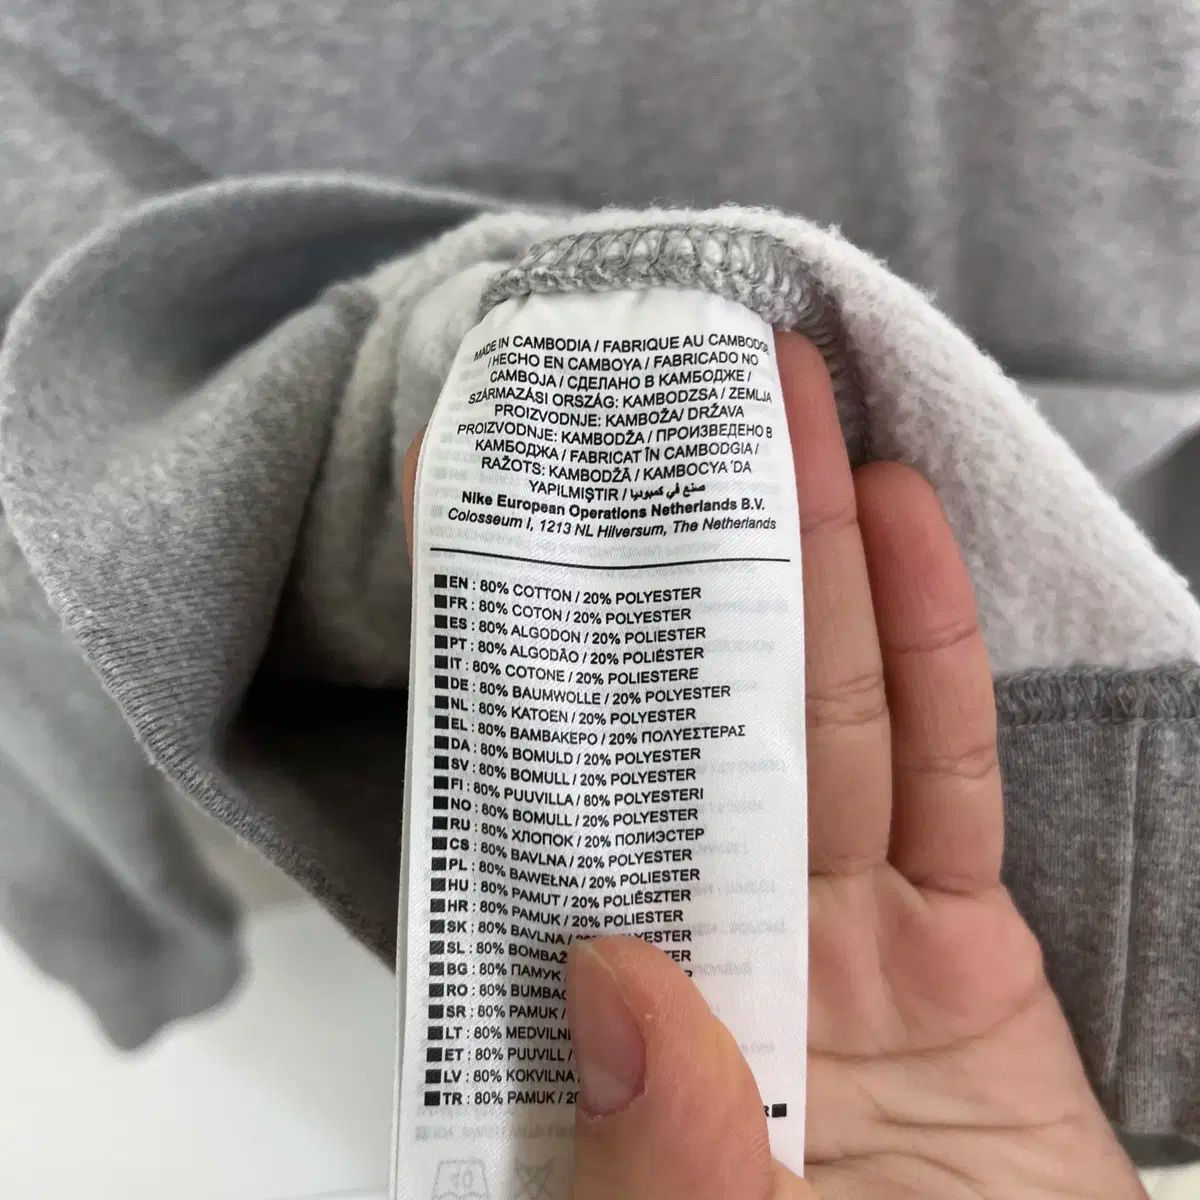 MADE IN CAMBODIA / FABRIQUE AU CAMBODGE
/ HECHO EN CAMBOYA / FABRICADO NO
CAMBOJA / СДЕЛАНО В КАМБОДЖЕ /
SZÁRMAZÁSI ORSZÁG: KAMBODZSA / ZEMLJA
PROIZVODNJE: KAMBOŽA/ DRŽAVA
PROIZVODNJE: KAMBODŽA / ПРОИЗВЕДЕНО В
КАМБОДЖА / FABRICAT ÎN CAMBODGIA /
RAŽOTS: KAMBODŽĀ / KAMBOCYA 'DA
YAPILMIŞTIR / صنع في كمبوديا
Nike European Operations Netherlands B.V.
Colosseum I, 1213 NL Hilversum, The Netherlands
EN : 80% COTTON / 20% POLYESTER
FR : 80% COTON / 20% POLYESTER
ES : 80% ALGODON / 20% POLIESTER
PT : 80% ALGODÃO / 20% POLIÉSTER
IT : 80% COTONE / 20% POLIESTERE
DE : 80% BAUMWOLLE / 20% POLYESTER
NL : 80% KATOEN / 20% POLYESTER
EL : 80% ΒΑΜΒΑΚΕΡΟ / 20% ΠΟΛΥΕΣΤΕΡΑΣ
DA : 80% BOMULD / 20% POLYESTER
SV : 80% BOMULL / 20% POLYESTER
FI : 80% PUUVILLA / 80% POLYESTERI
NO : 80% BOMULL / 20% POLYESTER
RU : 80% ХЛОПОК / 20% ПОЛИЭСТЕР
CS : 80% BAVLNA / 20% POLYESTER
PL : 80% BAWEŁNA / 20% POLIESTER
HU : 80% PAMUT / 20% POLIÉSZTER
HR : 80% PAMUK / 20% POLIESTER
SK : 80% BAVLNA /
SL : 80%
BG : 80% ПАМУК
RO : 80%
SR : 80% PAMUK /
LT : 80%
ET : 80% PUUVILL /
LV : 80% KOKVILNA
TR : 80% PAMUK /